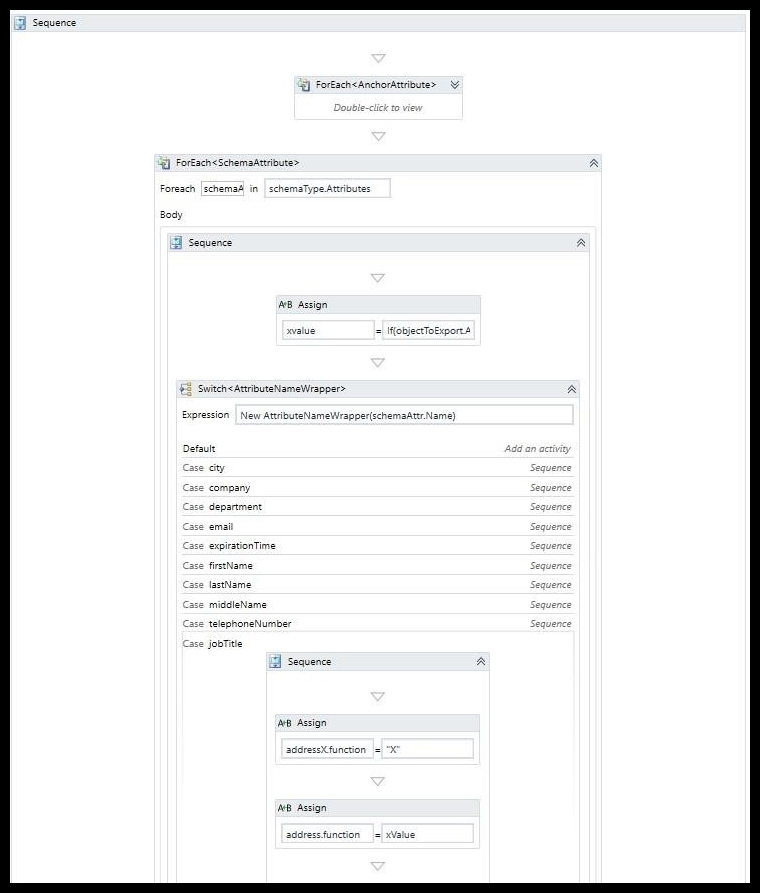 Sequence
ForEach<AnchorAttribute>
Double-click to view
ForEach<SchemaAttribute>
Foreach schemaA in schemaType.Attributes
Body
Sequence
A+B Assign
xvalue = If(objectToExport.A
Switch<AttributeNameWrapper>
Expression New AttributeNameWrapper(schemaAttr.Name)
Default Add an activity
Case city Sequence
Case company Sequence
Case department Sequence
Case email Sequence
Case expirationTime Sequence
Case firstName Sequence
Case lastName Sequence
Case middleName Sequence
Case telephoneNumber Sequence
Case jobTitle
Sequence
A+B Assign
addressX.function = "X"
A+B Assign
address.function = xValue